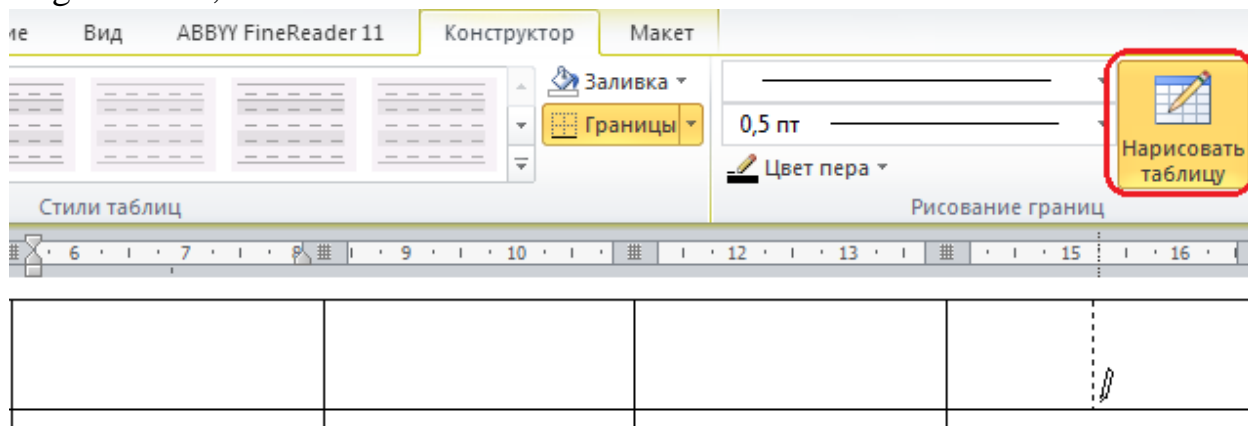 ие Вид ABBYY FineReader 11 Конструктор Макет
Заливка
Границы
0,5 пт
Цвет пера
Нарисовать
таблицу
Стили таблиц Рисование границ
6 7 8 9 10 12 13 15 16